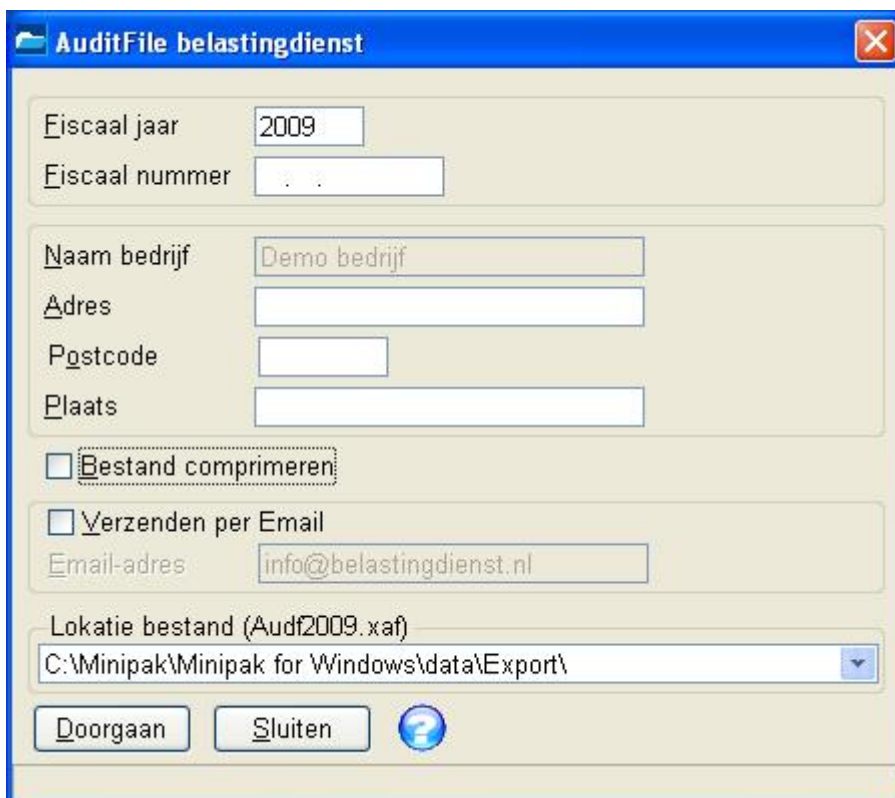 AuditFile belastingdienst
Fiscaal jaar 2009
Fiscaal nummer . .
Naam bedrijf Demo bedrijf
Adres
Postcode
Plaats
Bestand comprimeren
Verzenden per Email
Email-adres info@belastingdienst.nl
Lokatie bestand (Audf2009.xaf)
C:\Minipak\Minipak for Windows\data\Export\
Doorgaan Sluiten ?